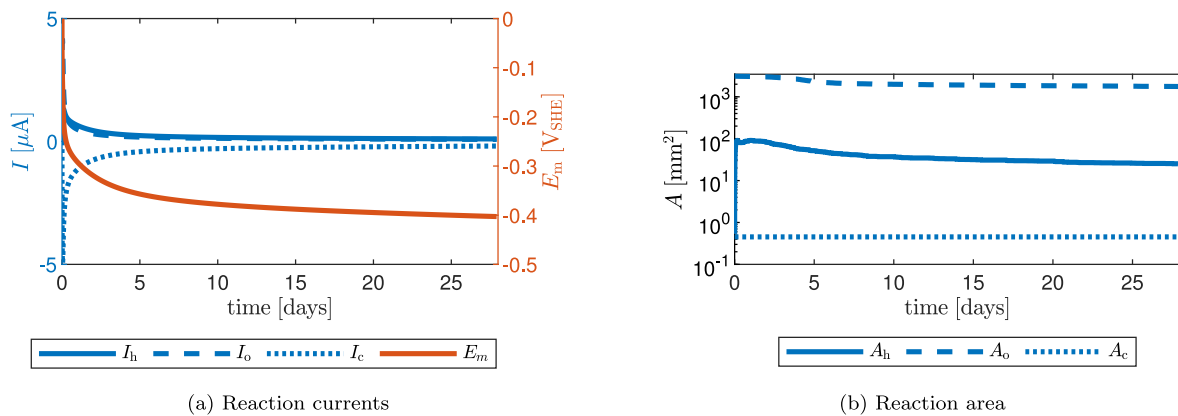 5
0
-5
I [μA]
0
-0.1
-0.2
-0.3
-0.4
-0.5
E_m [V_SHE]
0 5 10 15 20 25
time [days]
I_h I_o I_c E_m
(a) Reaction currents
10^3
10^2
10^1
10^0
10^-1
A [mm^2]
0 5 10 15 20 25
time [days]
A_h A_o A_c
(b) Reaction area